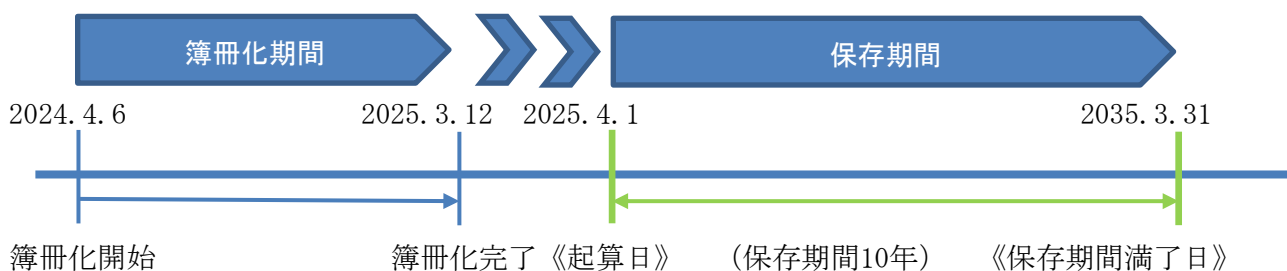 簿冊化期間 保存期間
2024.4.6 2025.3.12 2025.4.1 2035.3.31
簿冊化開始 簿冊化完了《起算日》 (保存期間10年) 《保存期間満了日》